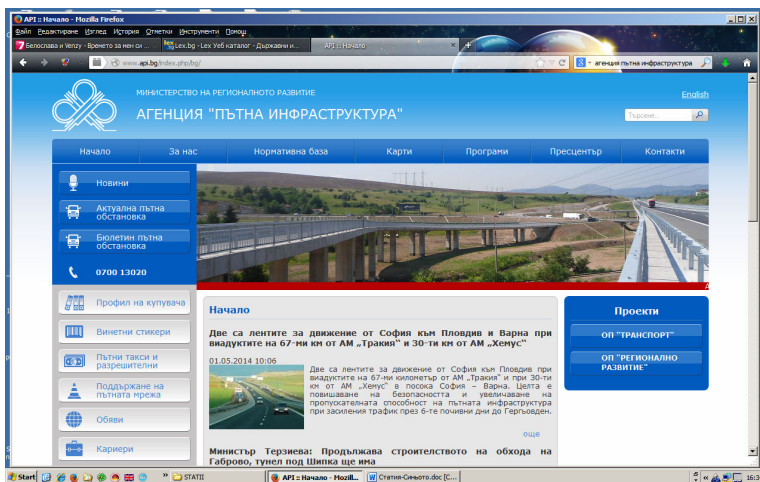 API :: Начало - Mozilla Firefox
Файл Редактиране Изглед История Отметки Инструменти Помощ
Белослава и Venzy - Времето за мен си ... Lex.bg - Lex Уеб каталог - Държавни и... API :: Начало
www.api.bg/index.php/bg/ агенция пътна инфраструктура
МИНИСТЕРСТВО НА РЕГИОНАЛНОТО РАЗВИТИЕ
АГЕНЦИЯ "ПЪТНА ИНФРАСТРУКТУРА"
English
Търсене...
Начало За нас Нормативна база Карти Програми Пресцентър Контакти
Новини
Актуална пътна
обстановка
Бюлетин пътна
обстановка
0700 13020
Профил на купувача
Винетни стикери
Пътни такси и
разрешителни
Поддържане на
пътната мрежа
Обяви
Кариери
Начало
Две са лентите за движение от София към Пловдив и Варна при
виадуктите на 67-ми км от АМ „Тракия“ и 30-ти км от АМ „Хемус“
01.05.2014 10:06
Две са лентите за движение от София към Пловдив при
виадуктите на 67-ми километър от АМ „Тракия” и при 30-ти
км от АМ „Хемус” в посока София – Варна. Целта е
повишаване на безопасността и увеличаване на
пропускателната способност на пътната инфраструктура
при засиления трафик през 6-те почивни дни до Гергьовден.
още
Министър Терзиева: Продължава строителството на обхода на
Габрово, тунел под Шипка ще има
Проекти
ОП "ТРАНСПОРТ"
ОП "РЕГИОНАЛНО
РАЗВИТИЕ"
Start STATII API :: Начало - Mozill... Статия-Синьото.doc [C...